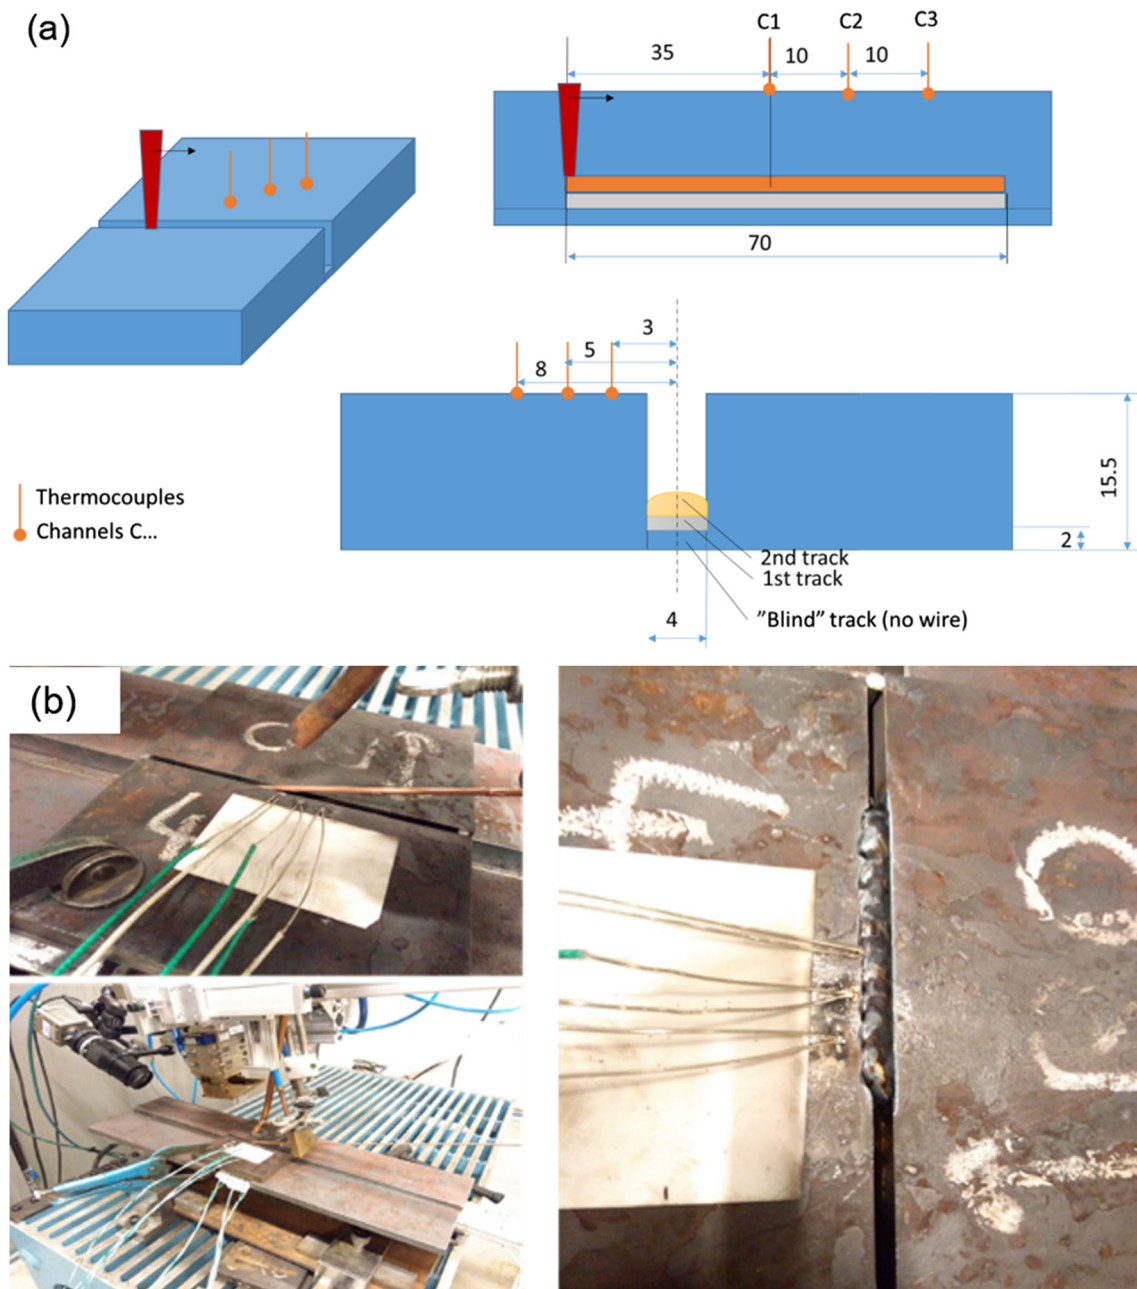 (a)
C1
C2
C3
35
10
10
70
3
5
8
15.5
2
Thermocouples
Channels C...
2nd track
1st track
4
”Blind” track (no wire)
(b)